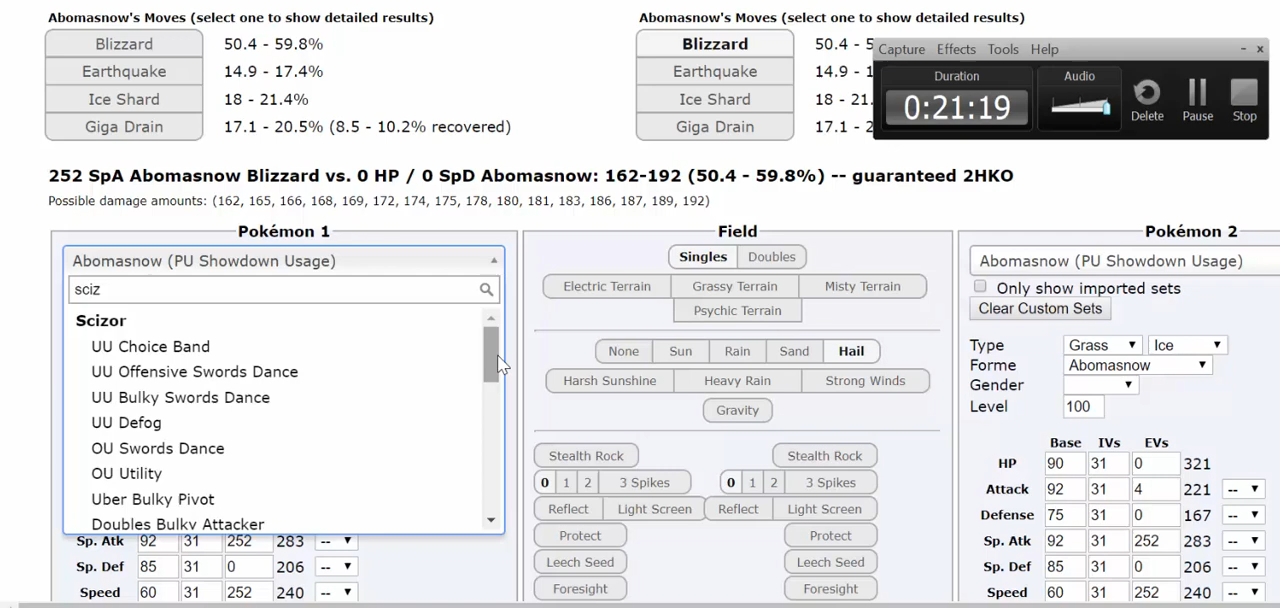 Abomasnow's Moves (select one to show detailed results)
Blizzard 50.4 - 59.8%
Earthquake 14.9 - 17.4%
Ice Shard 18 - 21.4%
Giga Drain 17.1 - 20.5% (8.5 - 10.2% recovered)
Abomasnow's Moves (select one to show detailed results)
Blizzard 50.4 - 5
Earthquake 14.9 - 1
Ice Shard 18 - 21.
Giga Drain 17.1 - 2
Capture Effects Tools Help - x
Duration Audio
0:21:19
Delete Pause Stop
252 SpA Abomasnow Blizzard vs. 0 HP / 0 SpD Abomasnow: 162-192 (50.4 - 59.8%) -- guaranteed 2HKO
Possible damage amounts: (162, 165, 166, 168, 169, 172, 174, 175, 178, 180, 181, 183, 186, 187, 189, 192)
Pokémon 1
Abomasnow (PU Showdown Usage)
sciz
Scizor
UU Choice Band
UU Offensive Swords Dance
UU Bulky Swords Dance
UU Defog
OU Swords Dance
OU Utility
Uber Bulky Pivot
Doubles Bulky Attacker
Sp. Atk 92 31 252 283 --
Sp. Def 85 31 0 206 --
Speed 60 31 252 240 --
Field
Singles Doubles
Electric Terrain Grassy Terrain Misty Terrain
Psychic Terrain
None Sun Rain Sand Hail
Harsh Sunshine Heavy Rain Strong Winds
Gravity
Stealth Rock Stealth Rock
0 1 2 3 Spikes 0 1 2 3 Spikes
Reflect Light Screen Reflect Light Screen
Protect Protect
Leech Seed Leech Seed
Foresight Foresight
Pokémon 2
Abomasnow (PU Showdown Usage)
Only show imported sets
Clear Custom Sets
Type Grass Ice
Forme Abomasnow
Gender
Level 100
Base IVs EVs
HP 90 31 0 321
Attack 92 31 4 221 --
Defense 75 31 0 167 --
Sp. Atk 92 31 252 283 --
Sp. Def 85 31 0 206 --
Speed 60 31 252 240 --